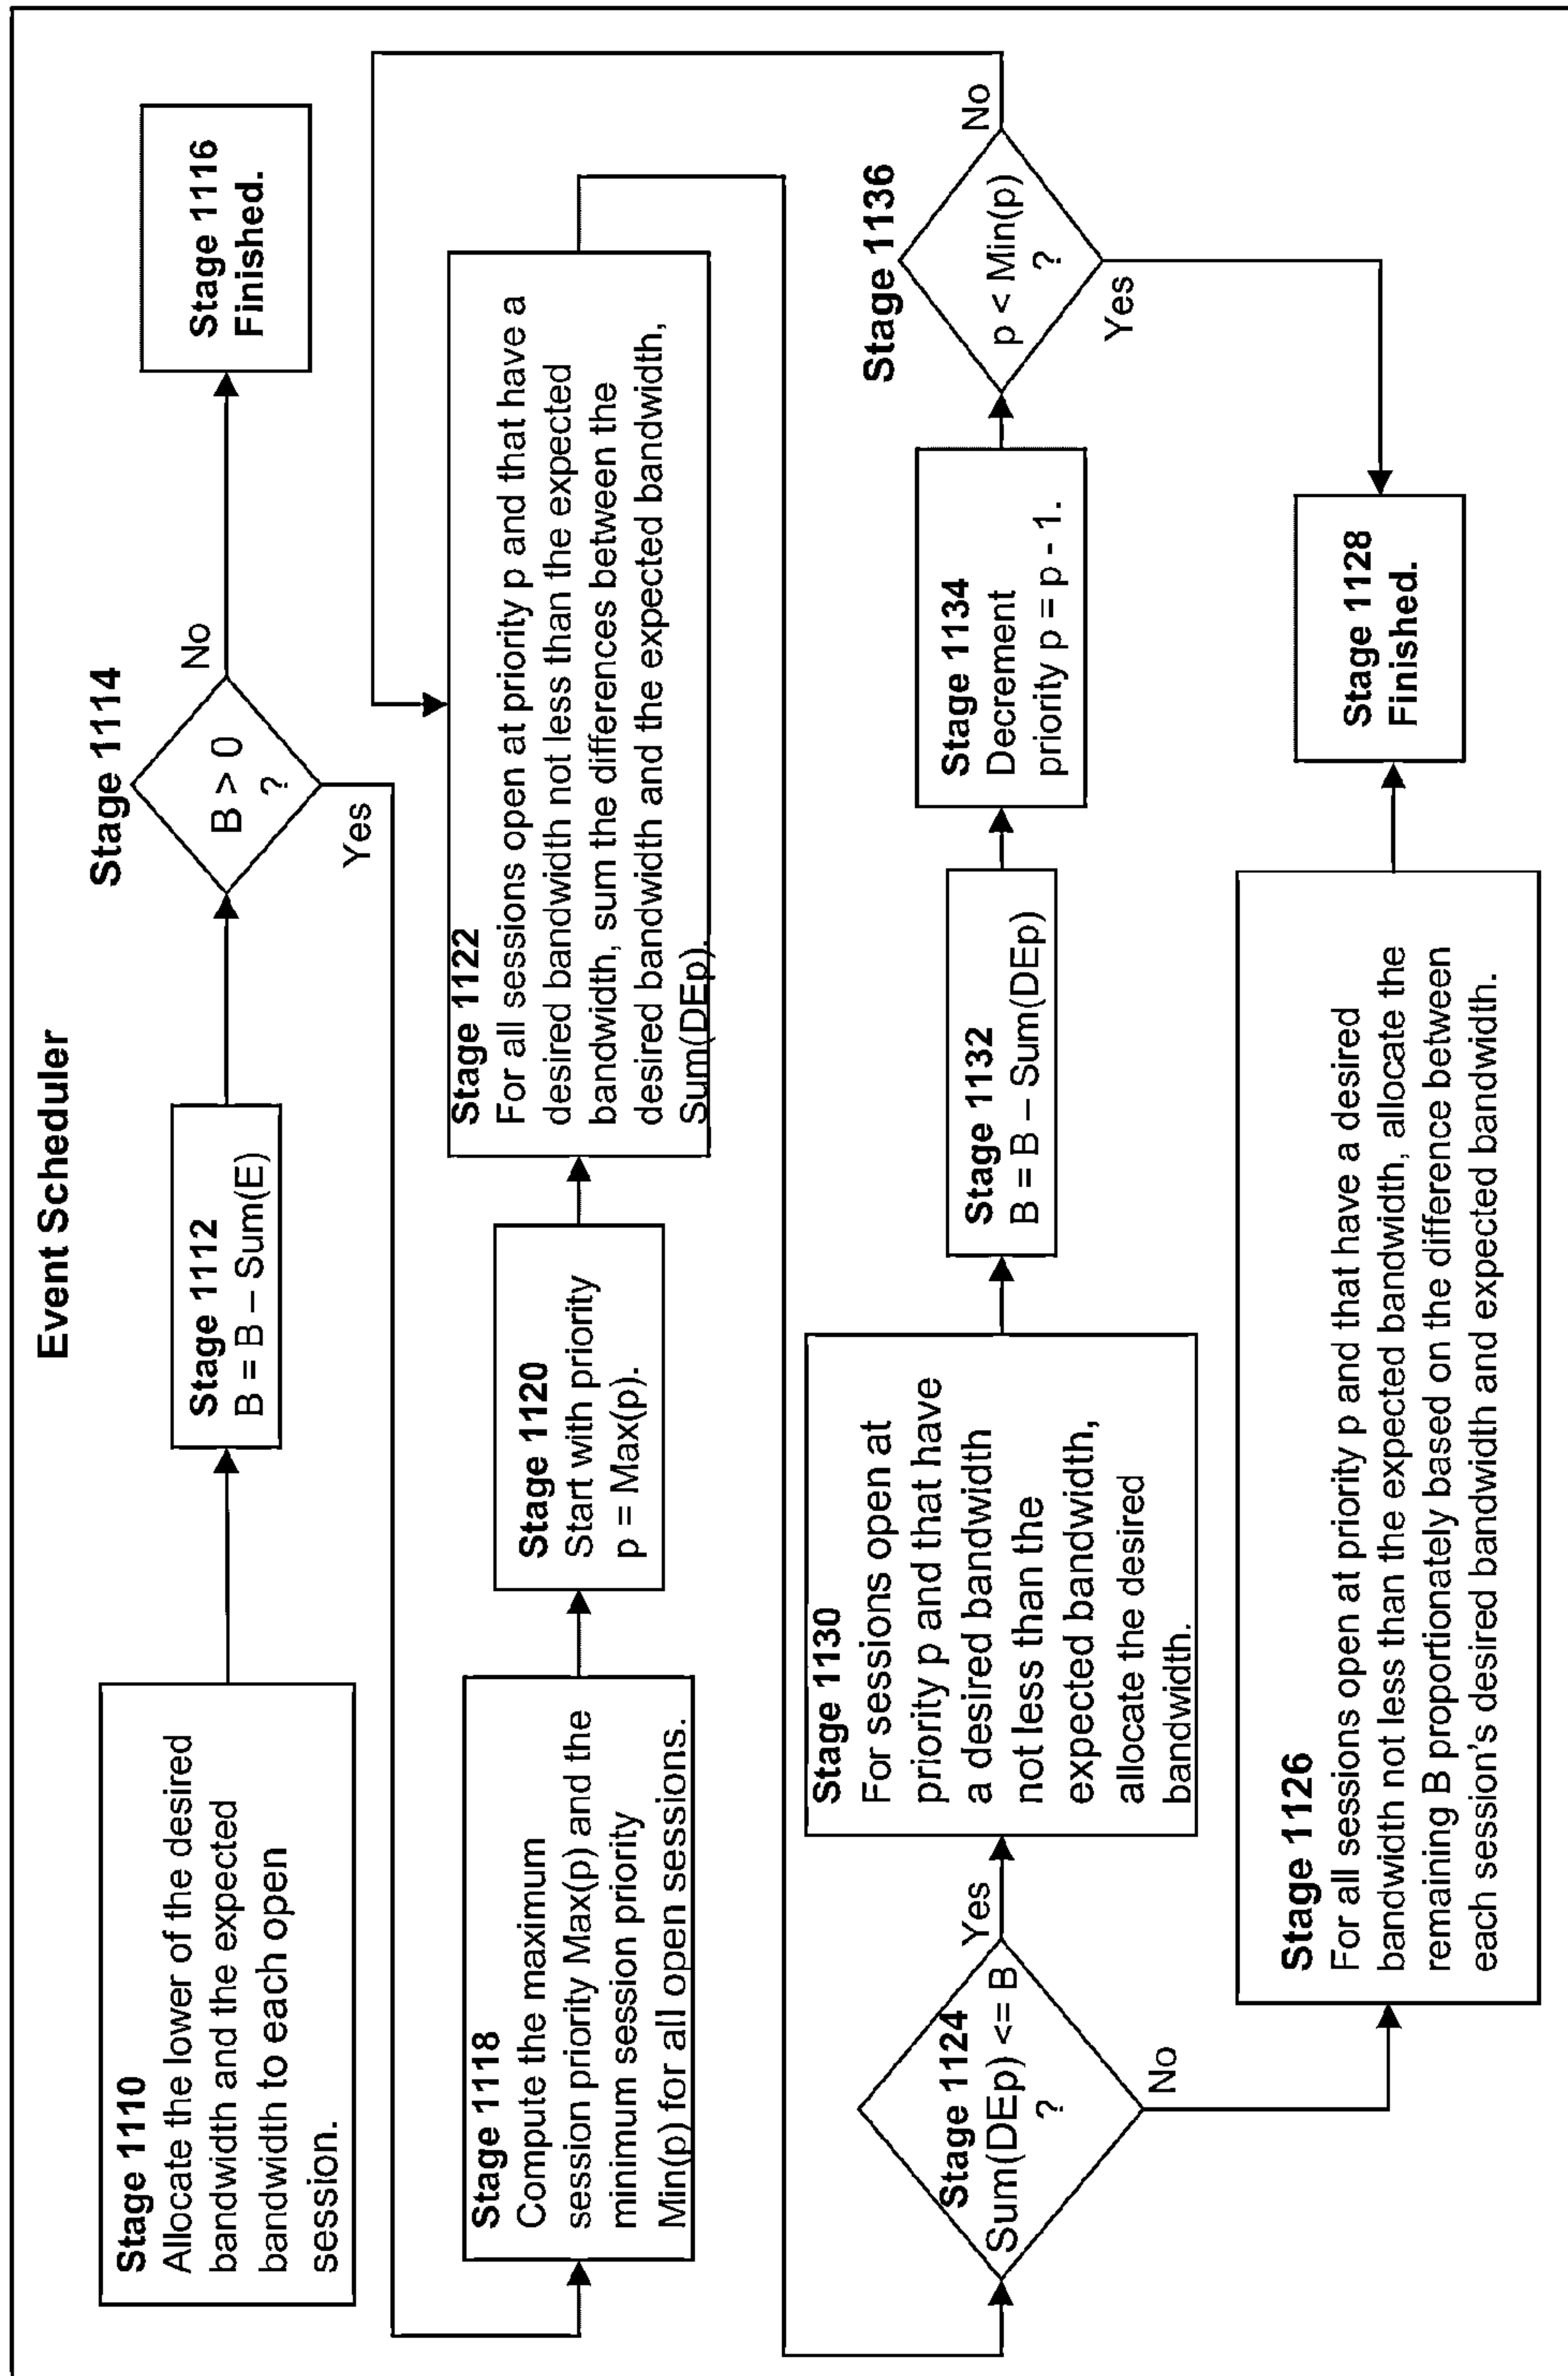 Event Scheduler
Stage 1110
Allocate the lower of the desired
bandwidth and the expected
bandwidth to each open
session.
Stage 1112
B = B – Sum(E)
Stage 1114
B > 0
?
No
Yes
Stage 1116
Finished.
Stage 1118
Compute the maximum
session priority Max(p) and the
minimum session priority
Min(p) for all open sessions.
Stage 1120
Start with priority
p = Max(p).
Stage 1122
For all sessions open at priority p and that have a
desired bandwidth not less than the expected
bandwidth, sum the differences between the
desired bandwidth and the expected bandwidth,
Sum(DEp).
Stage 1124
Sum(DEp) <= B
?
Yes
No
Stage 1130
For sessions open at
priority p and that have
a desired bandwidth
not less than the
expected bandwidth,
allocate the desired
bandwidth.
Stage 1132
B = B – Sum(DEp)
Stage 1134
Decrement
priority p = p - 1.
Stage 1136
p < Min(p)
?
No
Yes
Stage 1126
For all sessions open at priority p and that have a desired
bandwidth not less than the expected bandwidth, allocate the
remaining B proportionately based on the difference between
each session's desired bandwidth and expected bandwidth.
Stage 1128
Finished.